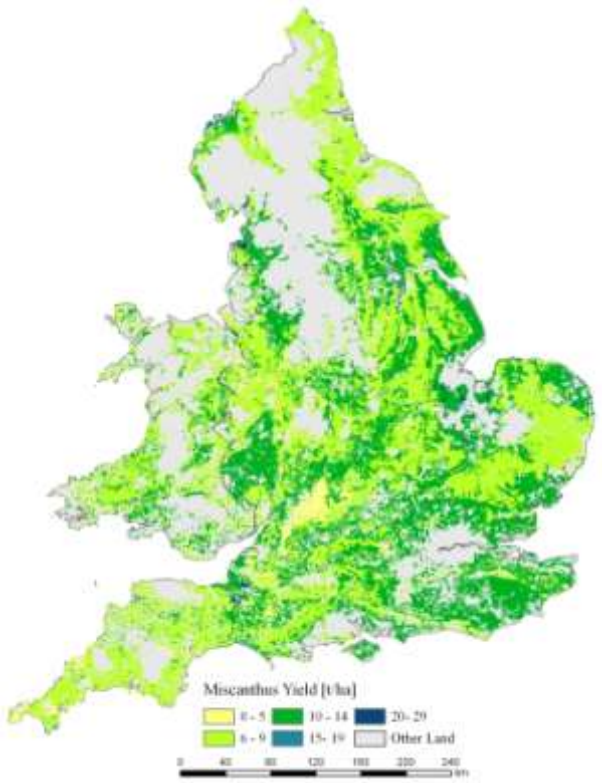 Miscanthus Yield [t/ha]
0 - 5 10 - 14 20- 29
6 - 9 15- 19 Other Land
0 40 80 120 160 200 240
km